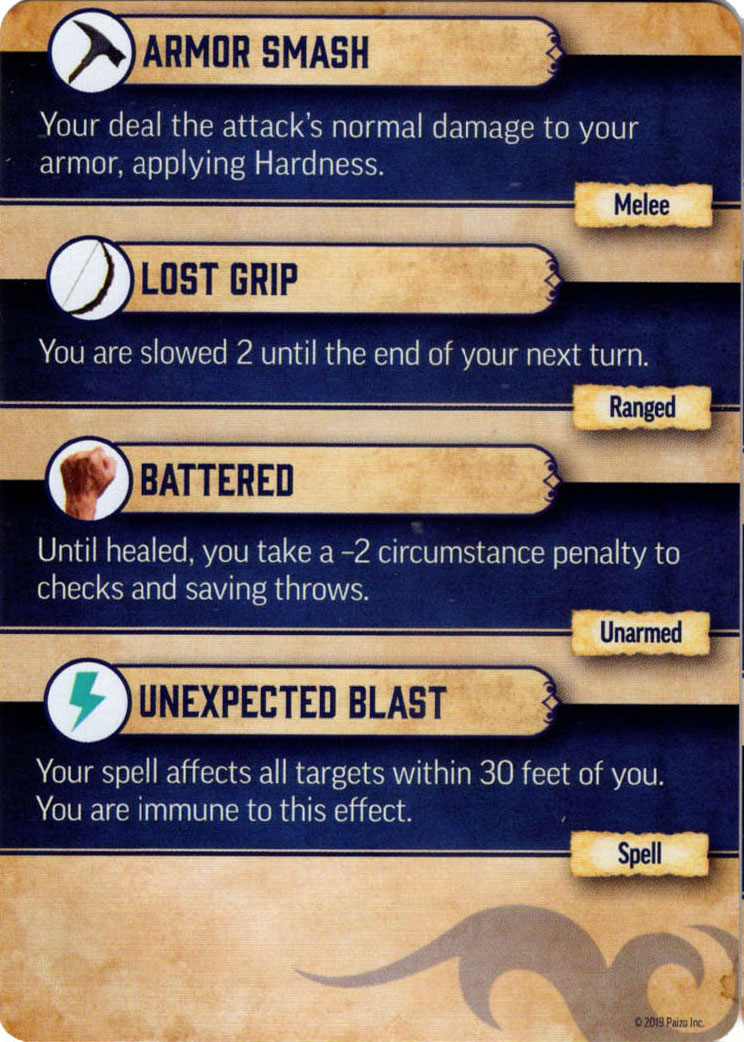 ARMOR SMASH
Your deal the attack's normal damage to your
armor, applying Hardness.
Melee
LOST GRIP
You are slowed 2 until the end of your next turn.
Ranged
BATTERED
Until healed, you take a –2 circumstance penalty to
checks and saving throws.
Unarmed
UNEXPECTED BLAST
Your spell affects all targets within 30 feet of you.
You are immune to this effect.
Spell
© 2019 Paizo Inc.